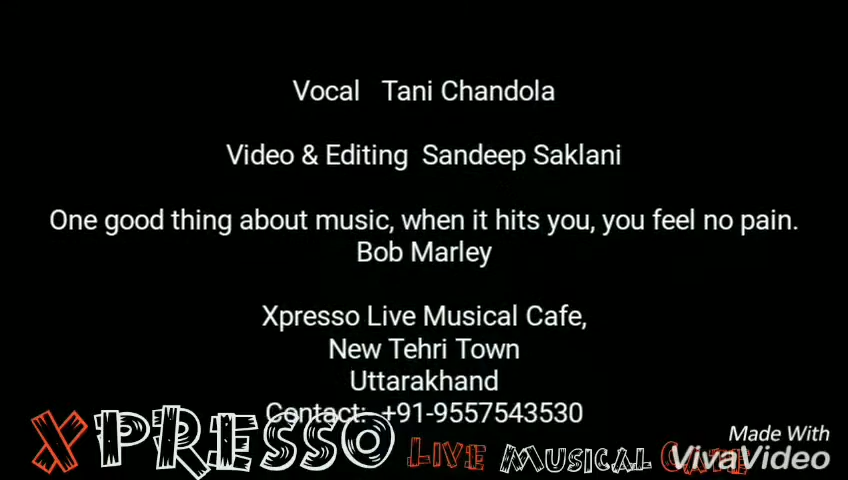 Vocal Tani Chandola
Video & Editing Sandeep Saklani
One good thing about music, when it hits you, you feel no pain.
Bob Marley
Xpresso Live Musical Cafe,
New Tehri Town
Uttarakhand
Contact: +91-9557543530
XPRESSO LIVE MUSICAL CAFE
Made With
VivaVideo